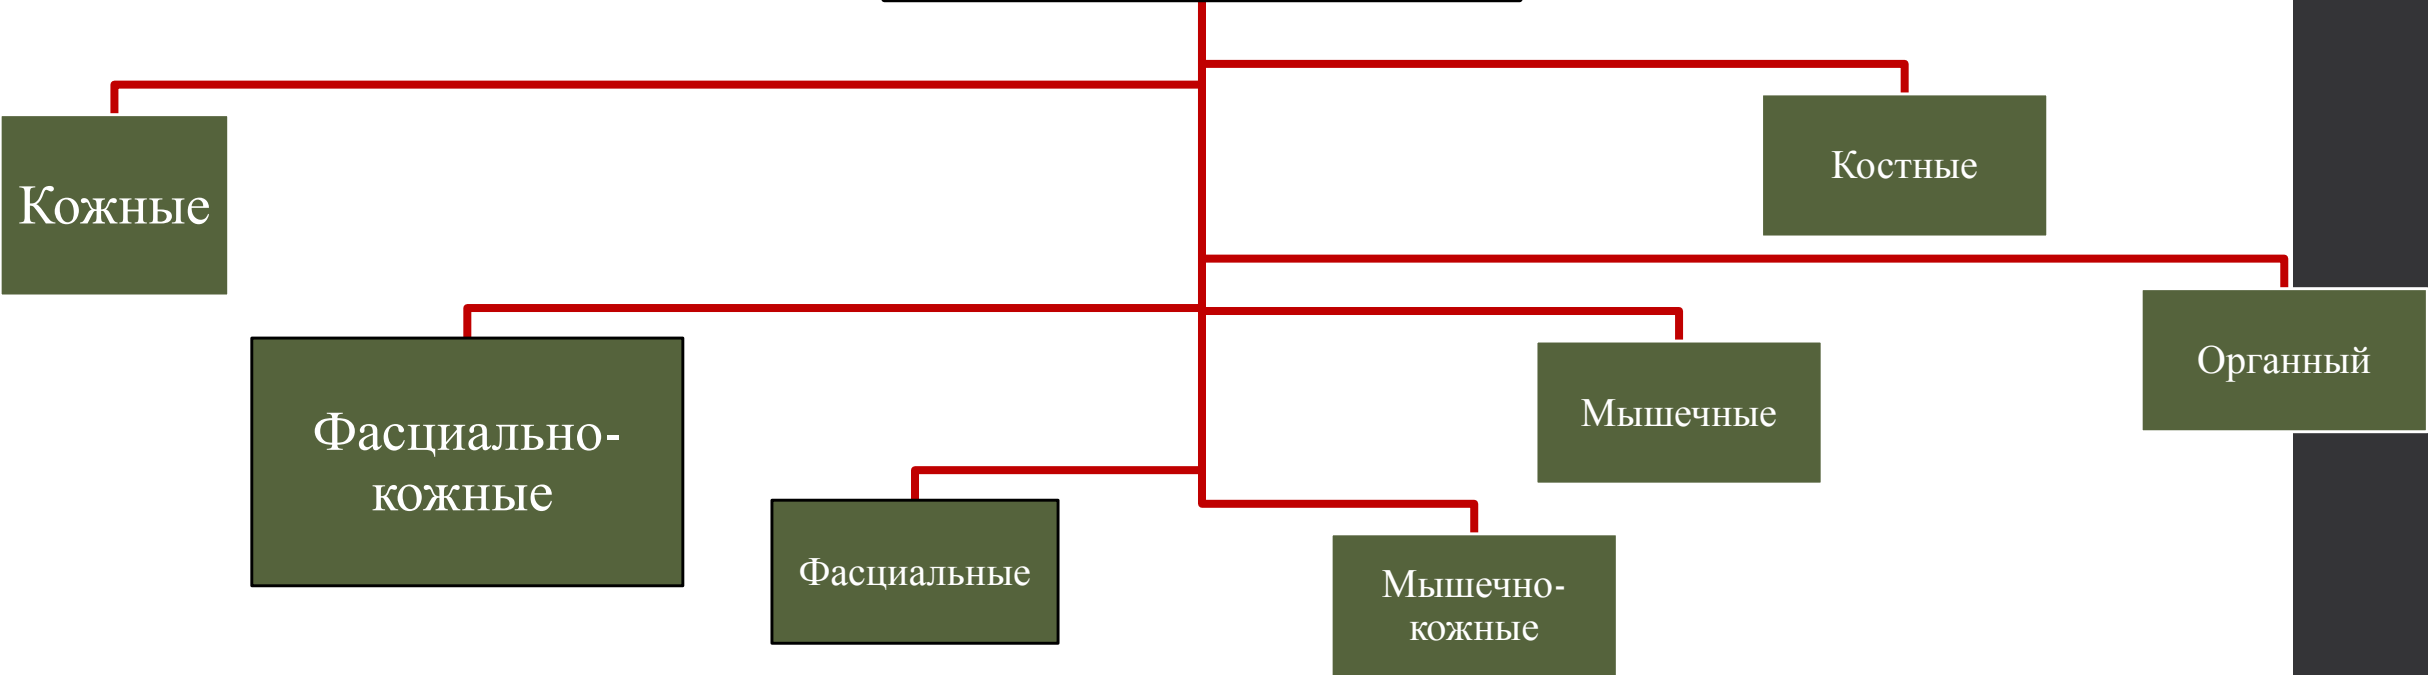 Кожные
Костные
Органный
Фасциально-
кожные
Мышечные
Фасциальные
Мышечно-
кожные